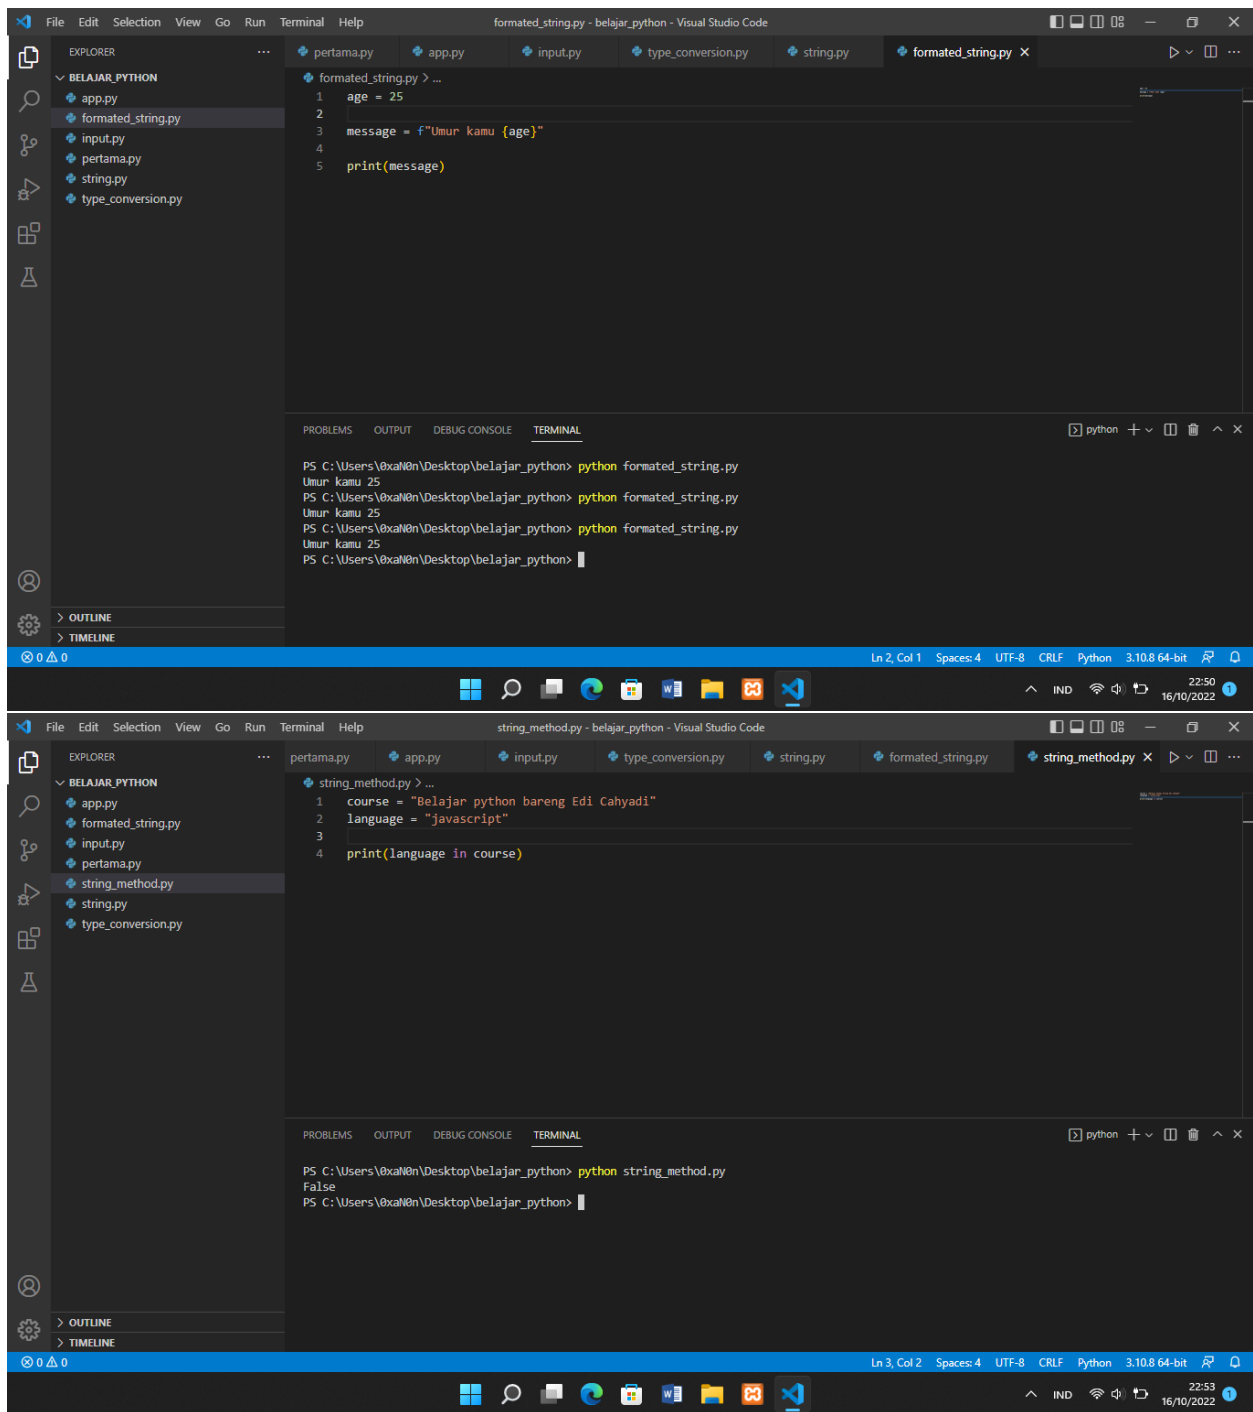 File Edit Selection View Go Run Terminal Help formated_string.py - belajar_python - Visual Studio Code
EXPLORER
pertama.py app.py input.py type_conversion.py string.py formated_string.py
BELAJAR_PYTHON
app.py
formated_string.py
input.py
pertama.py
string.py
type_conversion.py
OUTLINE
TIMELINE
formated_string.py > ...
1 age = 25
2
3 message = f"Umur kamu {age}"
4
5 print(message)
PROBLEMS OUTPUT DEBUG CONSOLE TERMINAL python
PS C:\Users\0xaN0n\Desktop\belajar_python> python formated_string.py
Umur kamu 25
PS C:\Users\0xaN0n\Desktop\belajar_python> python formated_string.py
Umur kamu 25
PS C:\Users\0xaN0n\Desktop\belajar_python> python formated_string.py
Umur kamu 25
PS C:\Users\0xaN0n\Desktop\belajar_python>
0 0 Ln 2, Col 1 Spaces: 4 UTF-8 CRLF Python 3.10.8 64-bit
IND 22:50 1
16/10/2022
File Edit Selection View Go Run Terminal Help string_method.py - belajar_python - Visual Studio Code
EXPLORER
pertama.py app.py input.py type_conversion.py string.py formated_string.py string_method.py
BELAJAR_PYTHON
app.py
formated_string.py
input.py
pertama.py
string_method.py
string.py
type_conversion.py
OUTLINE
TIMELINE
string_method.py > ...
1 course = "Belajar python bareng Edi Cahyadi"
2 language = "javascript"
3
4 print(language in course)
PROBLEMS OUTPUT DEBUG CONSOLE TERMINAL python
PS C:\Users\0xaN0n\Desktop\belajar_python> python string_method.py
False
PS C:\Users\0xaN0n\Desktop\belajar_python>
0 0 Ln 3, Col 2 Spaces: 4 UTF-8 CRLF Python 3.10.8 64-bit
IND 22:53 1
16/10/2022